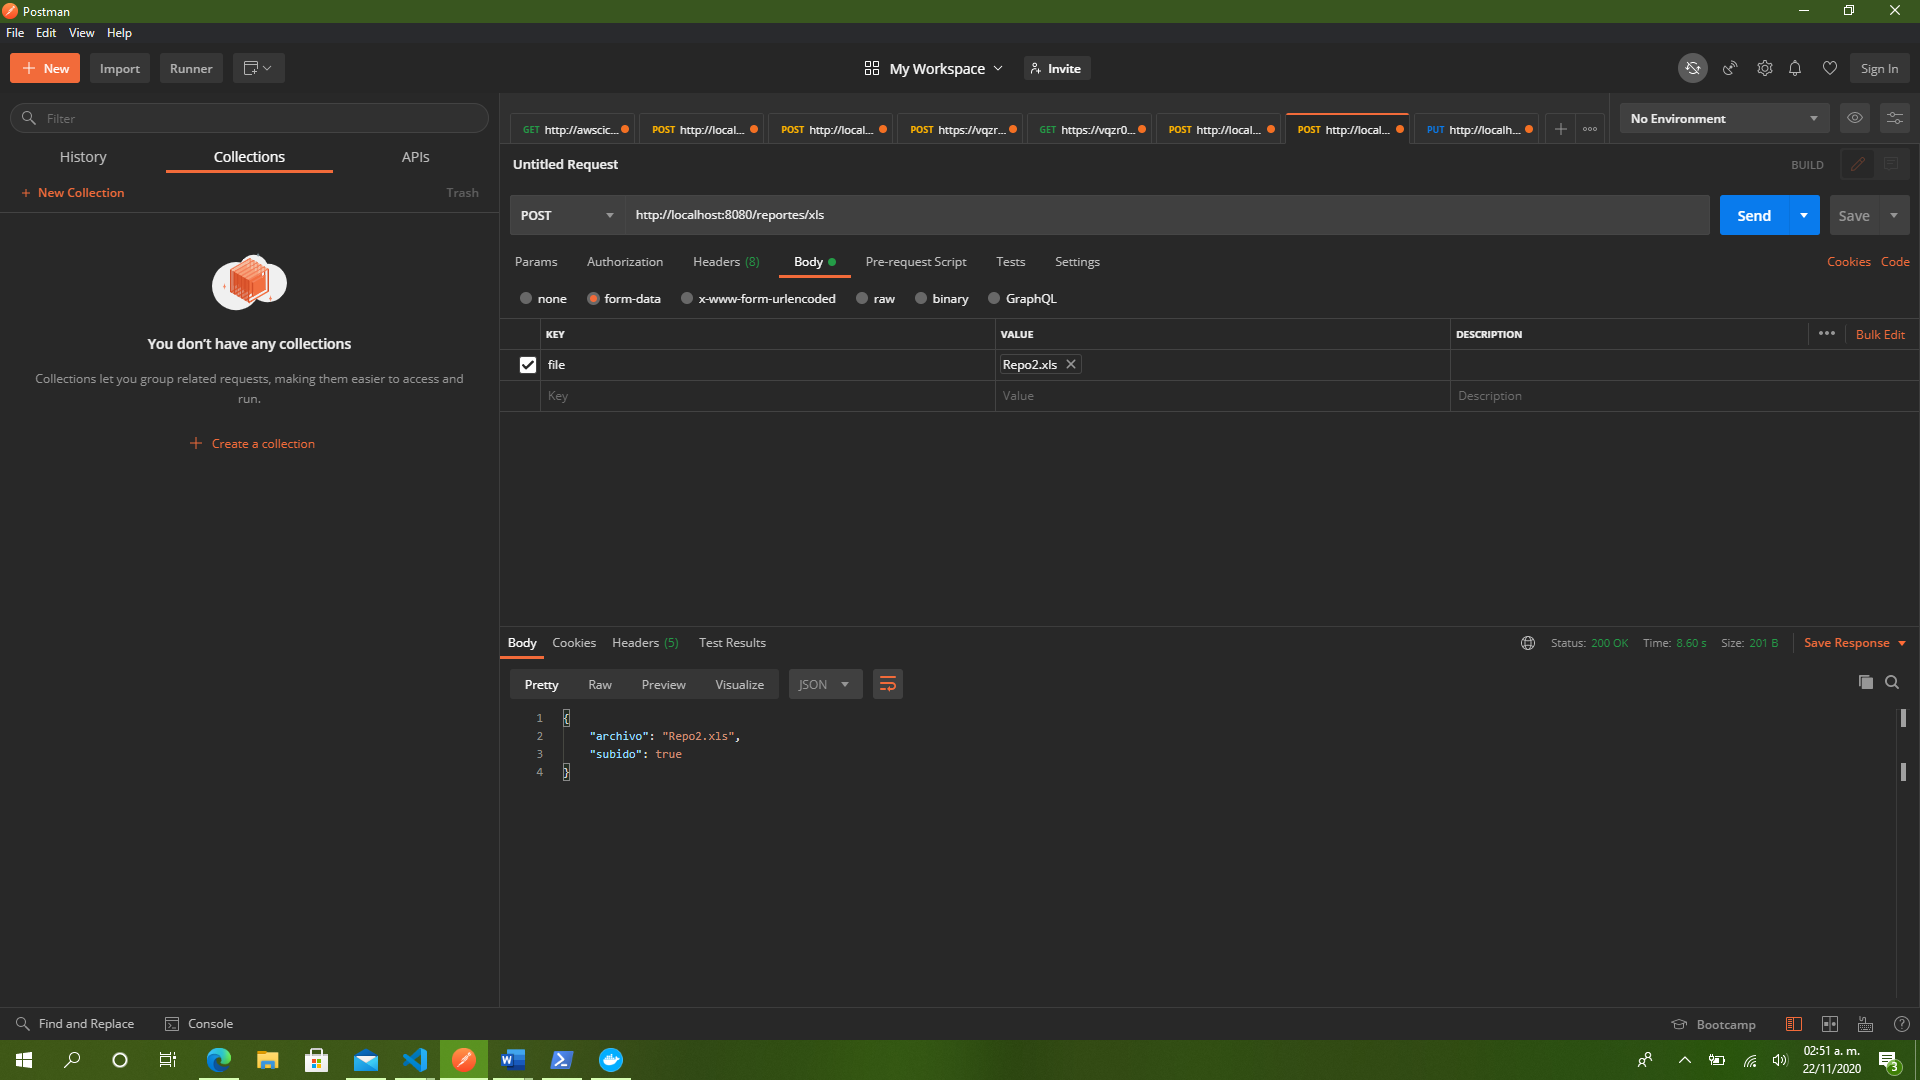 Postman
File Edit View Help
New Import Runner My Workspace Invite Sign In
Filter
History Collections APIs
+ New Collection Trash
You don’t have any collections
Collections let you group related requests, making them easier to access and
run.
+ Create a collection
GET http://awscic... POST http://local... POST http://local... POST https://vqzr... GET https://vqzr0... POST http://local... POST http://local... PUT http://localh...
No Environment
Untitled Request BUILD
POST http://localhost:8080/reportes/xls Send Save
Params Authorization Headers (8) Body Pre-request Script Tests Settings Cookies Code
none form-data x-www-form-urlencoded raw binary GraphQL
KEY VALUE DESCRIPTION Bulk Edit
file Repo2.xls
Key Value Description
Body Cookies Headers (5) Test Results Status: 200 OK Time: 8.60 s Size: 201 B Save Response
Pretty Raw Preview Visualize JSON
1 {
2 "archivo": "Repo2.xls",
3 "subido": true
4 }
Find and Replace Console Bootcamp
02:51 a. m.
22/11/2020
3